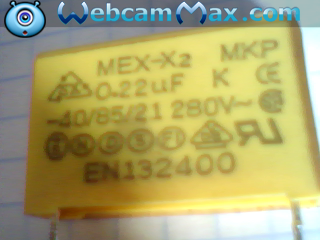 WebcamMax.com
MEX-X2 MKP
0.22uF K
-40/85/21 280V~
EN132400